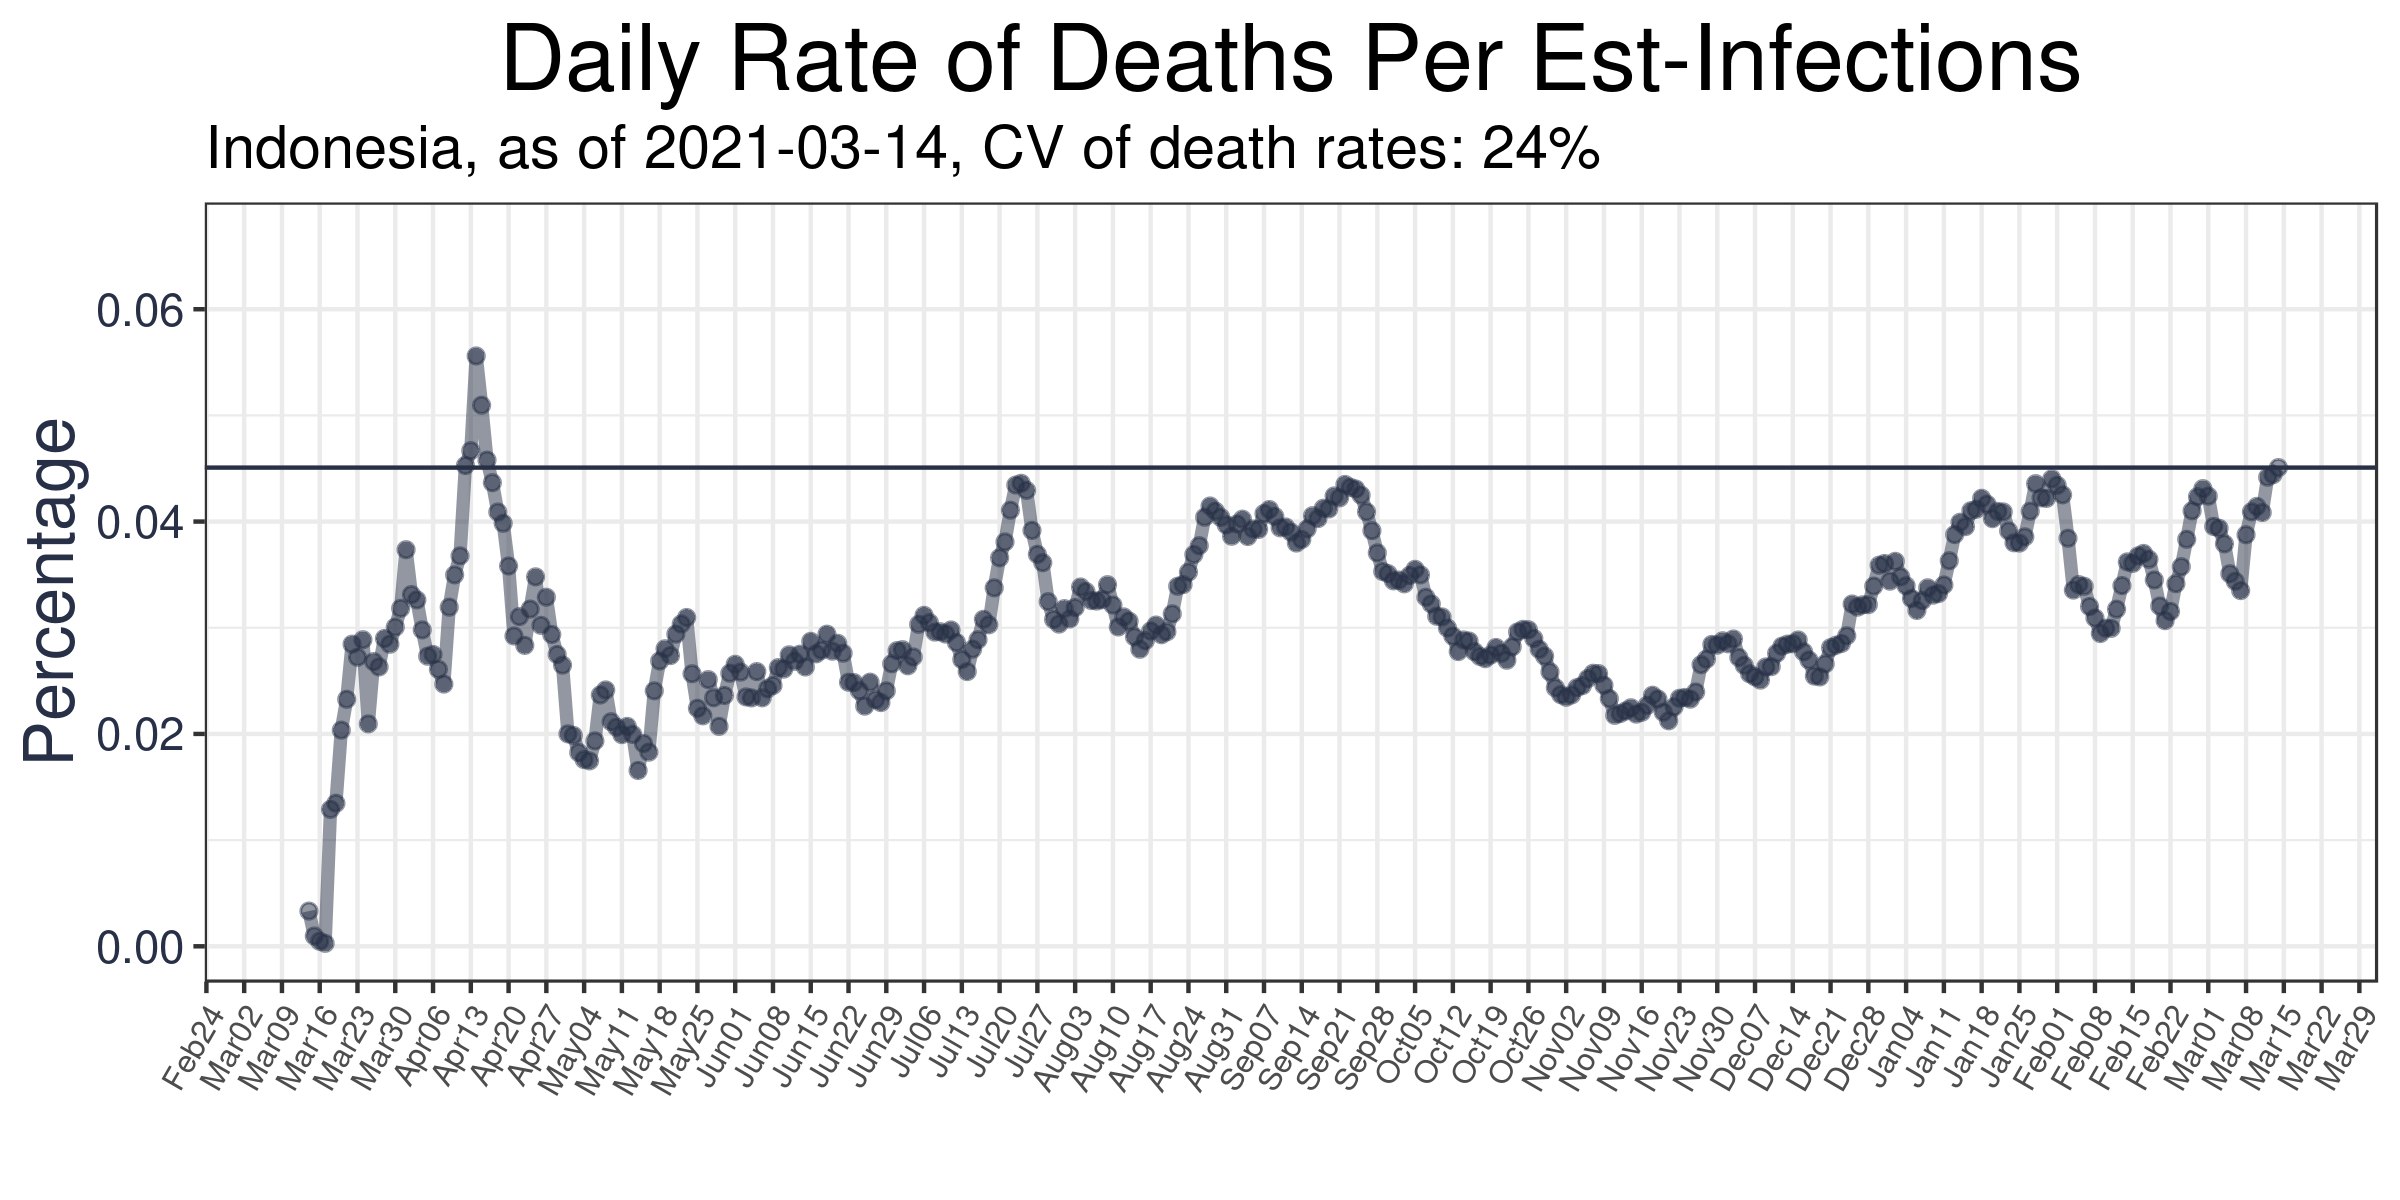 Daily Rate of Deaths Per Est-Infections
Indonesia, as of 2021-03-14, CV of death rates: 24%
Percentage
0.06
0.04
0.02
0.00
Feb24
Mar02
Mar09
Mar16
Mar23
Mar30
Apr06
Apr13
Apr20
Apr27
May04
May11
May18
May25
Jun01
Jun08
Jun15
Jun22
Jun29
Jul06
Jul13
Jul20
Jul27
Aug03
Aug10
Aug17
Aug24
Aug31
Sep07
Sep14
Sep21
Sep28
Oct05
Oct12
Oct19
Oct26
Nov02
Nov09
Nov16
Nov23
Nov30
Dec07
Dec14
Dec21
Dec28
Jan04
Jan11
Jan18
Jan25
Feb01
Feb08
Feb15
Feb22
Mar01
Mar08
Mar15
Mar22
Mar29